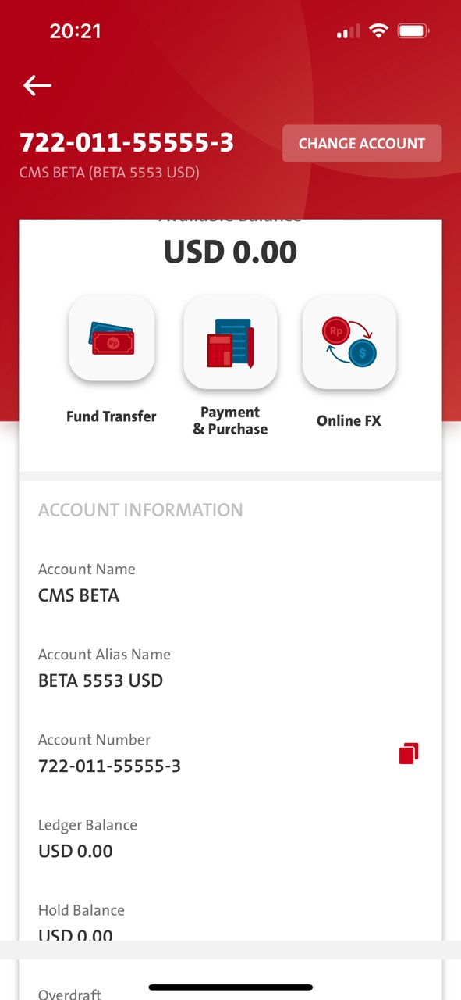 20:21
722-011-55555-3
CHANGE ACCOUNT
CMS BETA (BETA 5553 USD)
Available Balance
USD 0.00
Rp
Rp
$
Fund Transfer
Payment
& Purchase
Online FX
ACCOUNT INFORMATION
Account Name
CMS BETA
Account Alias Name
BETA 5553 USD
Account Number
722-011-55555-3
Ledger Balance
USD 0.00
Hold Balance
USD 0.00
Overdraft